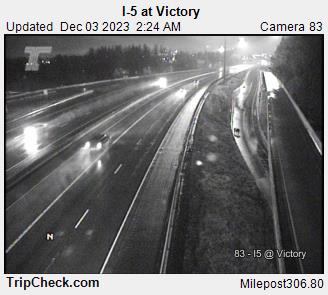 I-5 at Victory
Updated Dec 03 2023 2:24 AM Camera 83
T
N
83 - I5 @ Victory
TripCheck.com Milepost306.80